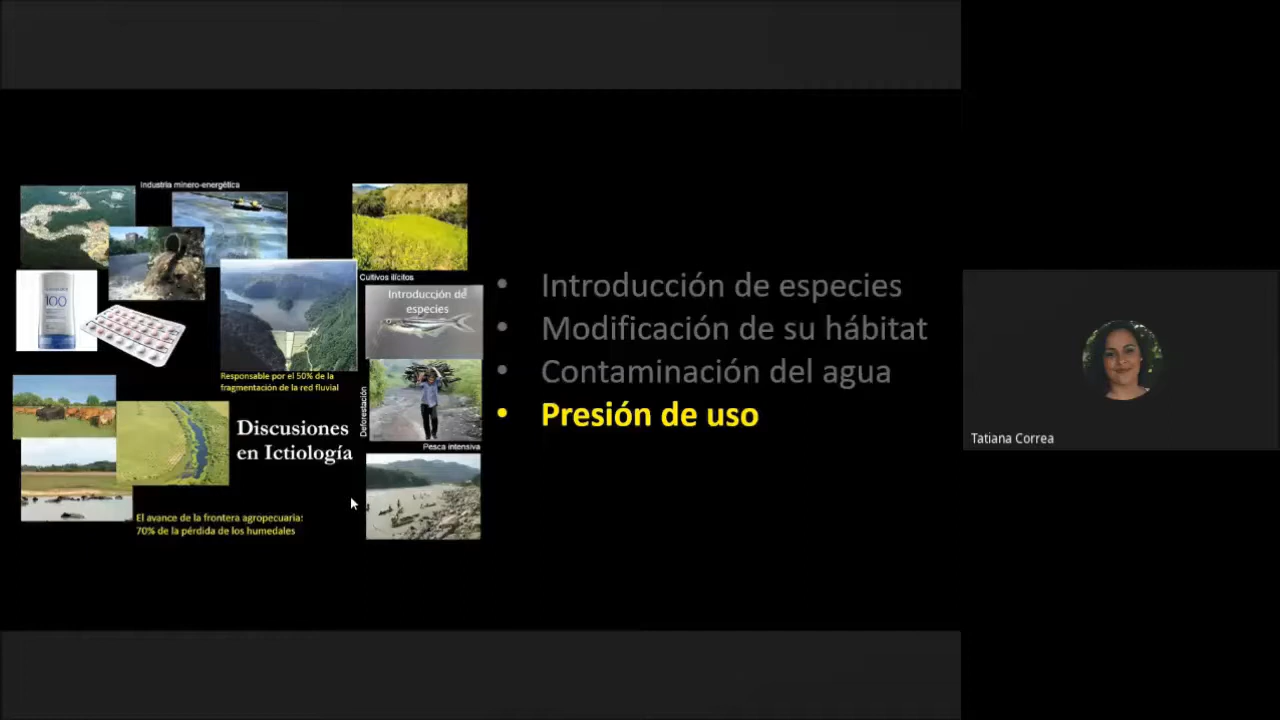 Industria minero-energética
100
Cultivos ilícitos
Introducción de
especies
Responsable por el 50% de la
fragmentación de la red fluvial
Deforestación
Discusiones
en Ictiología
Pesca intensiva
El avance de la frontera agropecuaria:
70% de la pérdida de los humedales
• Introducción de especies
• Modificación de su hábitat
• Contaminación del agua
• Presión de uso
Tatiana Correa